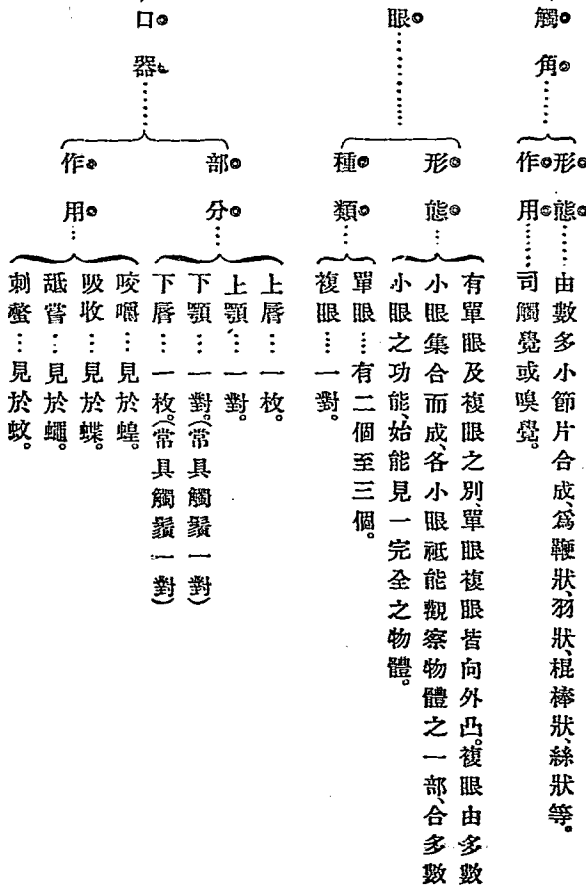 觸角……
形態……由數多小節片合成、爲鞭狀、羽狀、棍棒狀、絲狀等。
作用……司觸覺或嗅覺。
眼……
形態……有單眼及複眼之別、單眼複眼皆向外凸。複眼由多數
小眼集合而成、各小眼祗能觀察物體之一部、合多數
小眼之功能、始能見一完全之物體。
種類……
單眼……有二個至三個。
複眼……一對。
口器……
部分……
上唇……一枚。
上顎……一對。
下顎……一對。(常具觸鬚一對)
下唇……一枚。(常具觸鬚一對)
作用……
咬嚼……見於蝗。
吸收……見於蝶。
舐嘗……見於蠅。
刺螫……見於蚊。